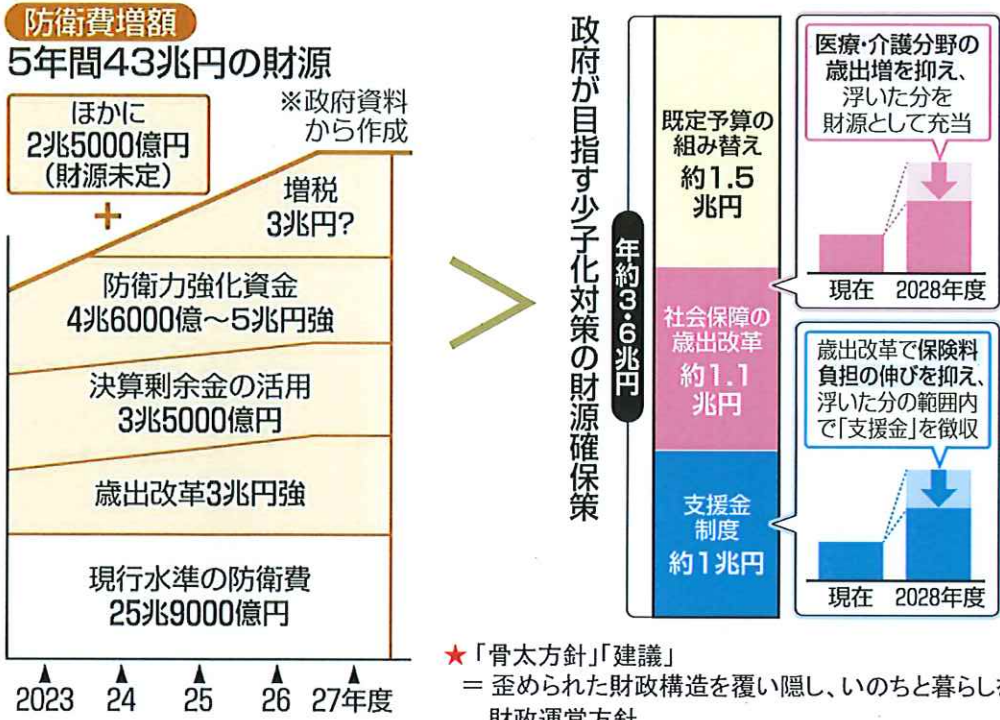 防衛費増額
5年間43兆円の財源
※政府資料
から作成
ほかに
2兆5000億円
(財源未定)
+
増税
3兆円?
防衛力強化資金
4兆6000億~5兆円強
決算剰余金の活用
3兆5000億円
歳出改革3兆円強
現行水準の防衛費
25兆9000億円
2023 24 25 26 27年度
>
政府が目指す少子化対策の財源確保策
年約3・6兆円
既定予算の
組み替え
約1.5
兆円
社会保障の
歳出改革
約1.1
兆円
支援金
制度
約1兆円
医療・介護分野の
歳出増を抑え、
浮いた分を
財源として充当
現在 2028年度
歳出改革で保険料
負担の伸びを抑え、
浮いた分の範囲内
で「支援金」を徴収
現在 2028年度
★「骨太方針」「建議」
= 歪められた財政構造を覆い隠し、いのちと暮らし
財政運営方針